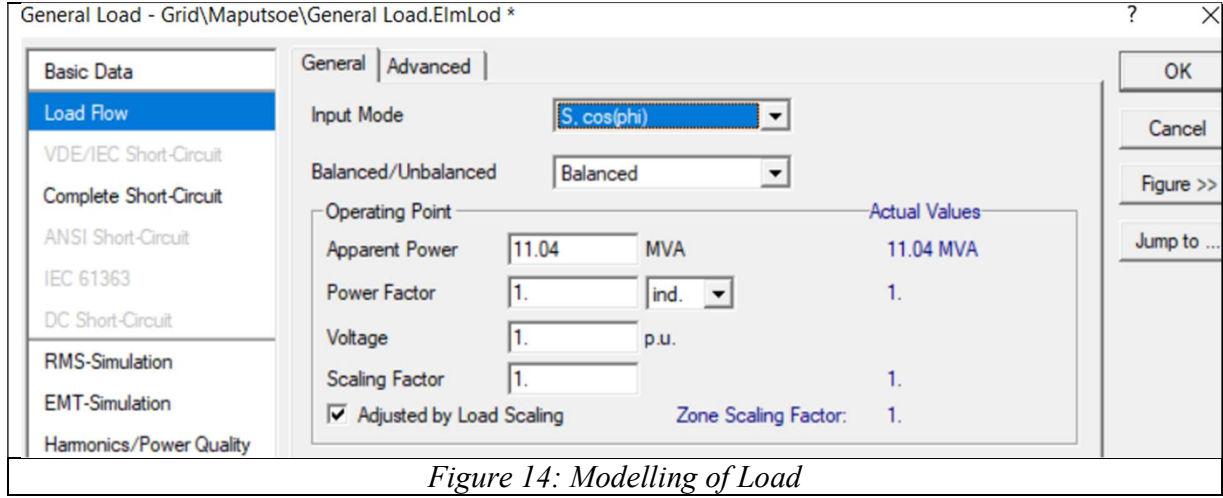 General Load - Grid\Maputsoe\General Load.ElmLod * ?
Basic Data
Load Flow
VDE/IEC Short-Circuit
Complete Short-Circuit
ANSI Short-Circuit
IEC 61363
DC Short-Circuit
RMS-Simulation
EMT-Simulation
Harmonics/Power Quality
General Advanced
Input Mode S, cos(phi)
Balanced/Unbalanced Balanced
Operating Point Actual Values
Apparent Power 11.04 MVA 11.04 MVA
Power Factor 1. ind. 1.
Voltage 1. p.u.
Scaling Factor 1. 1.
Adjusted by Load Scaling Zone Scaling Factor: 1.
OK
Cancel
Figure >>
Jump to ...
Figure 14: Modelling of Load